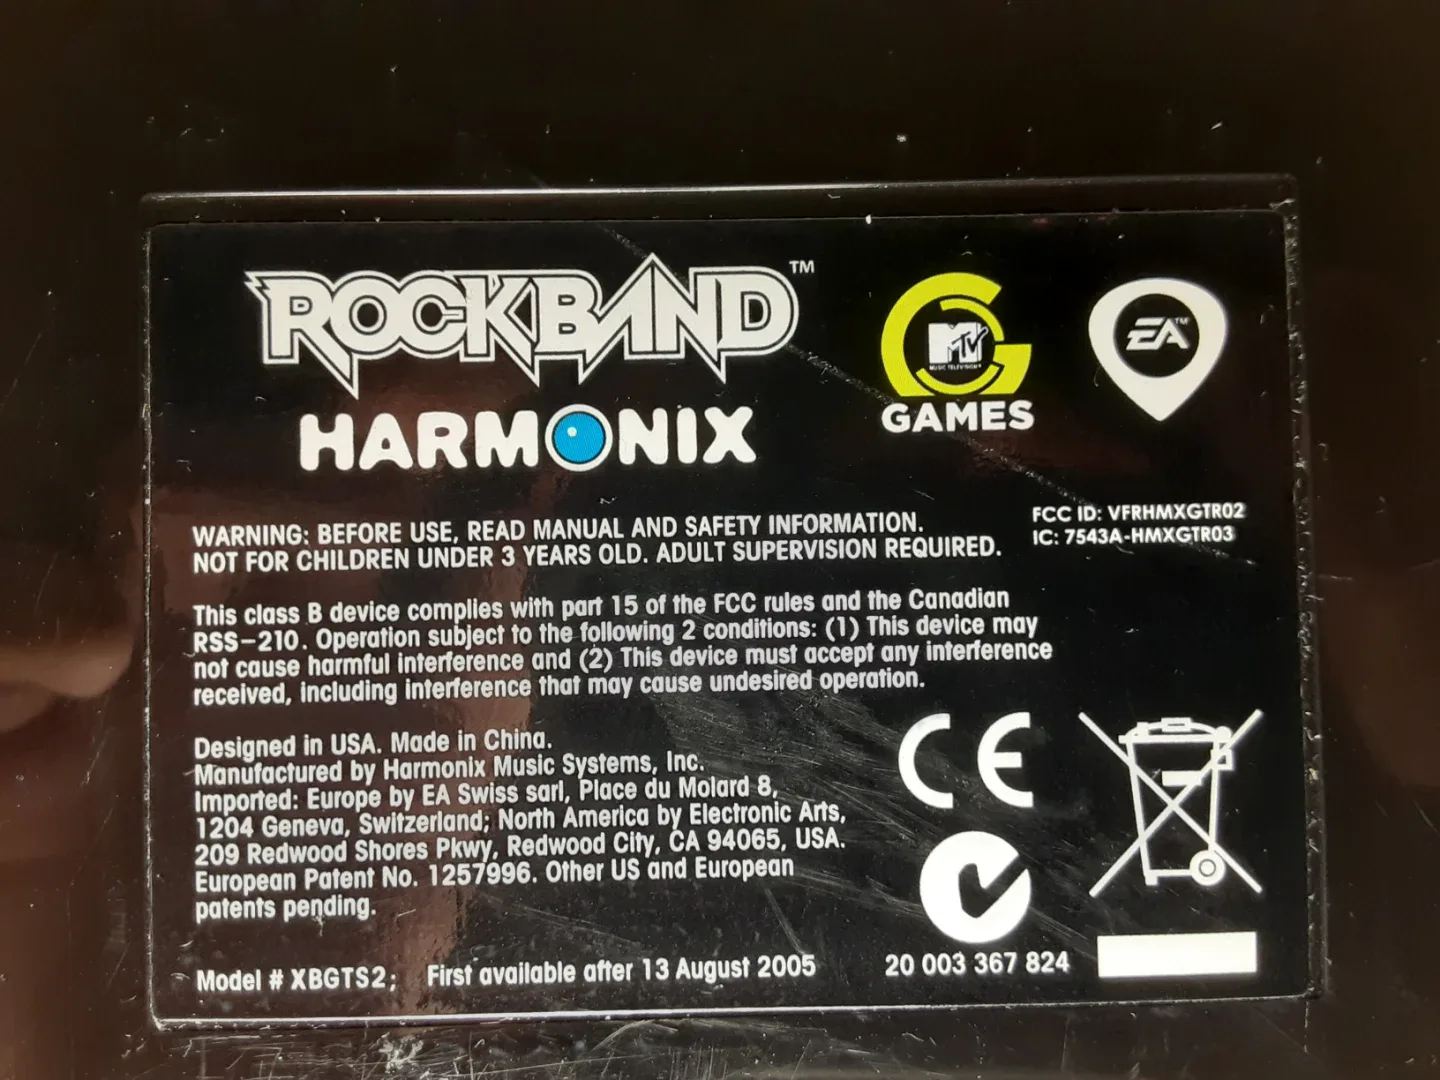 ROCKBAND™
HARMONIX
MTV
MUSIC TELEVISION®
GAMES
EA™
WARNING: BEFORE USE, READ MANUAL AND SAFETY INFORMATION.
NOT FOR CHILDREN UNDER 3 YEARS OLD. ADULT SUPERVISION REQUIRED.
FCC ID: VFRHMXGTR02
IC: 7543A-HMXGTR03
This class B device complies with part 15 of the FCC rules and the Canadian
RSS-210. Operation subject to the following 2 conditions: (1) This device may
not cause harmful interference and (2) This device must accept any interference
received, including interference that may cause undesired operation.
Designed in USA. Made in China.
Manufactured by Harmonix Music Systems, Inc.
Imported: Europe by EA Swiss sarl, Place du Molard 8,
1204 Geneva, Switzerland; North America by Electronic Arts,
209 Redwood Shores Pkwy, Redwood City, CA 94065, USA.
European Patent No. 1257996. Other US and European
patents pending.
CE
Model # XBGTS2; First available after 13 August 2005
20 003 367 824